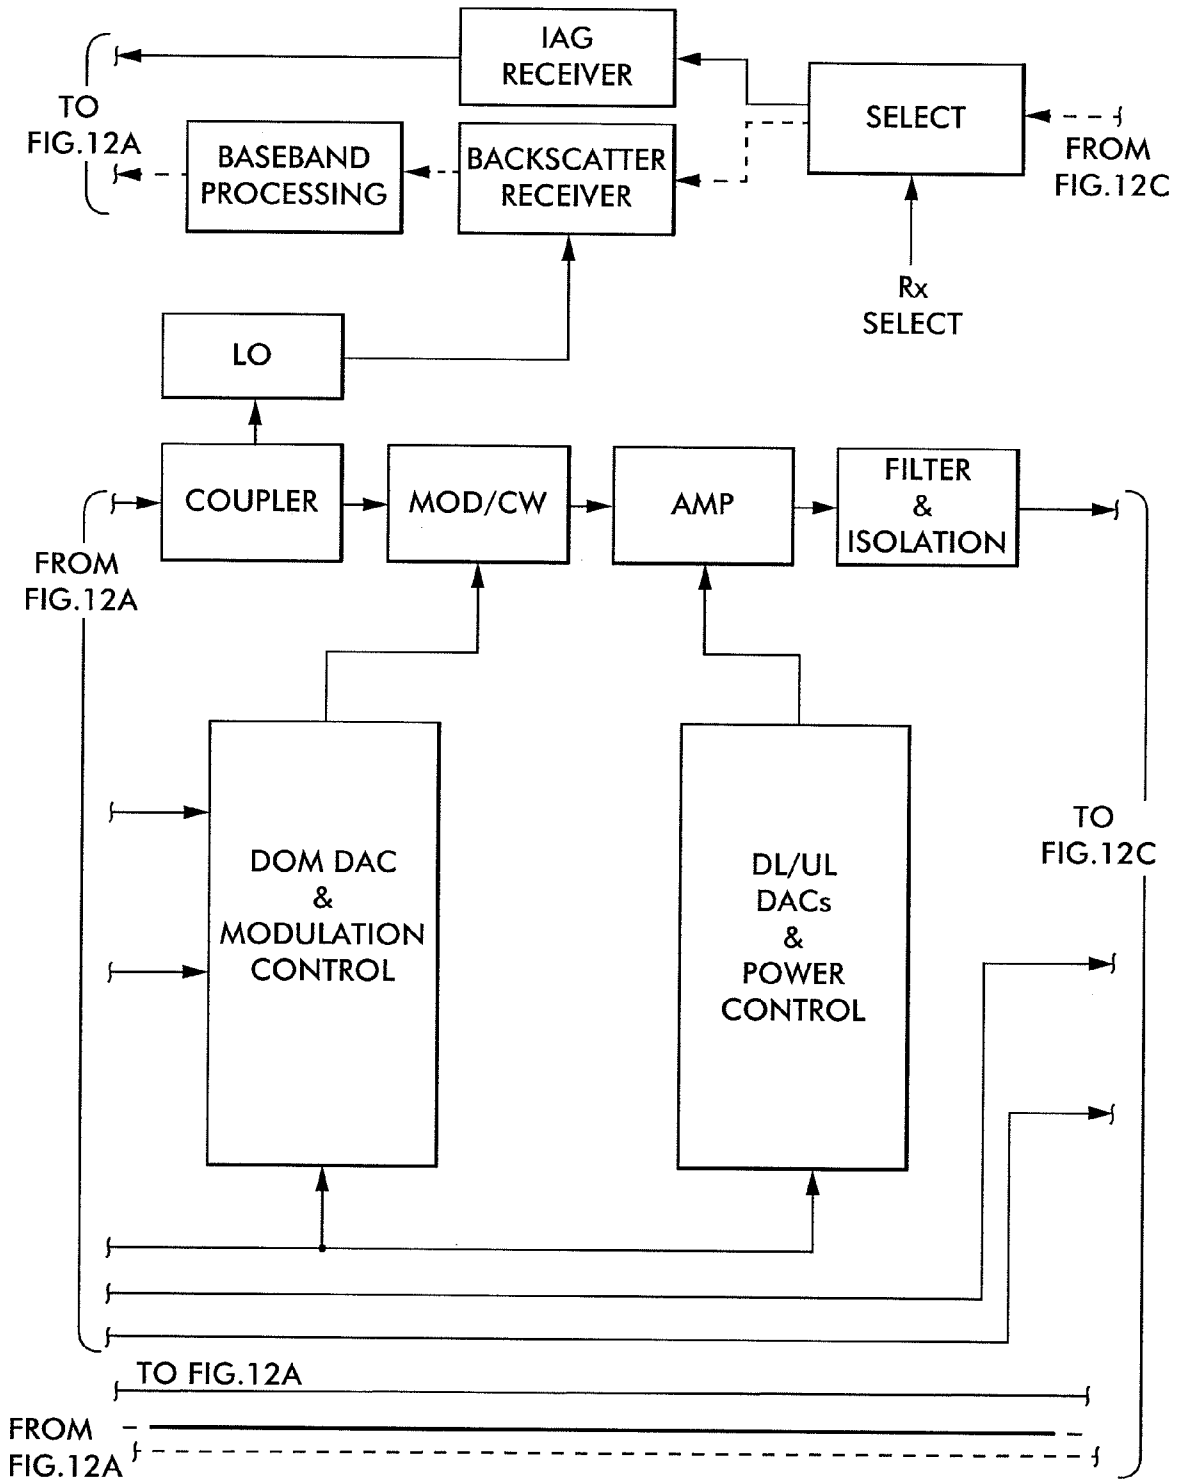 IAG
RECEIVER
SELECT
TO
FIG.12A
BASEBAND
PROCESSING
BACKSCATTER
RECEIVER
FROM
FIG.12C
Rx
SELECT
LO
COUPLER
MOD/CW
AMP
FILTER
&
ISOLATION
FROM
FIG.12A
DOM DAC
&
MODULATION
CONTROL
DL/UL
DACs
&
POWER
CONTROL
TO
FIG.12C
TO FIG.12A
FROM
FIG.12A